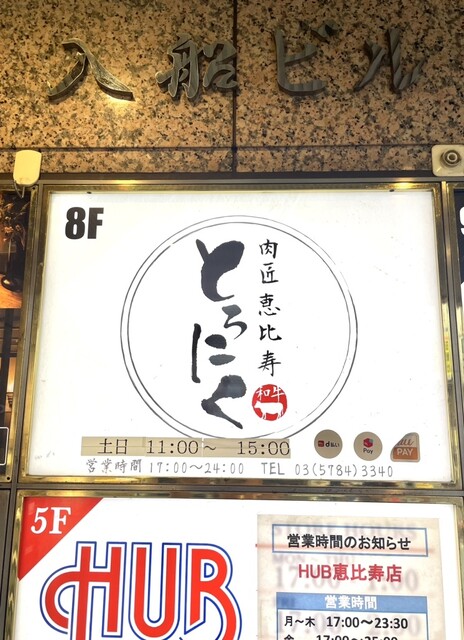 入船ビル
8F
肉匠恵比寿
とろにく
和牛
土日 11:00〜 15:00
d払い
Pay
au PAY
営業時間17:00〜24:00 TEL 03(5784)3340
5F
HUB
営業時間のお知らせ
HUB恵比寿店
営業時間
月〜木 17:00〜23:30